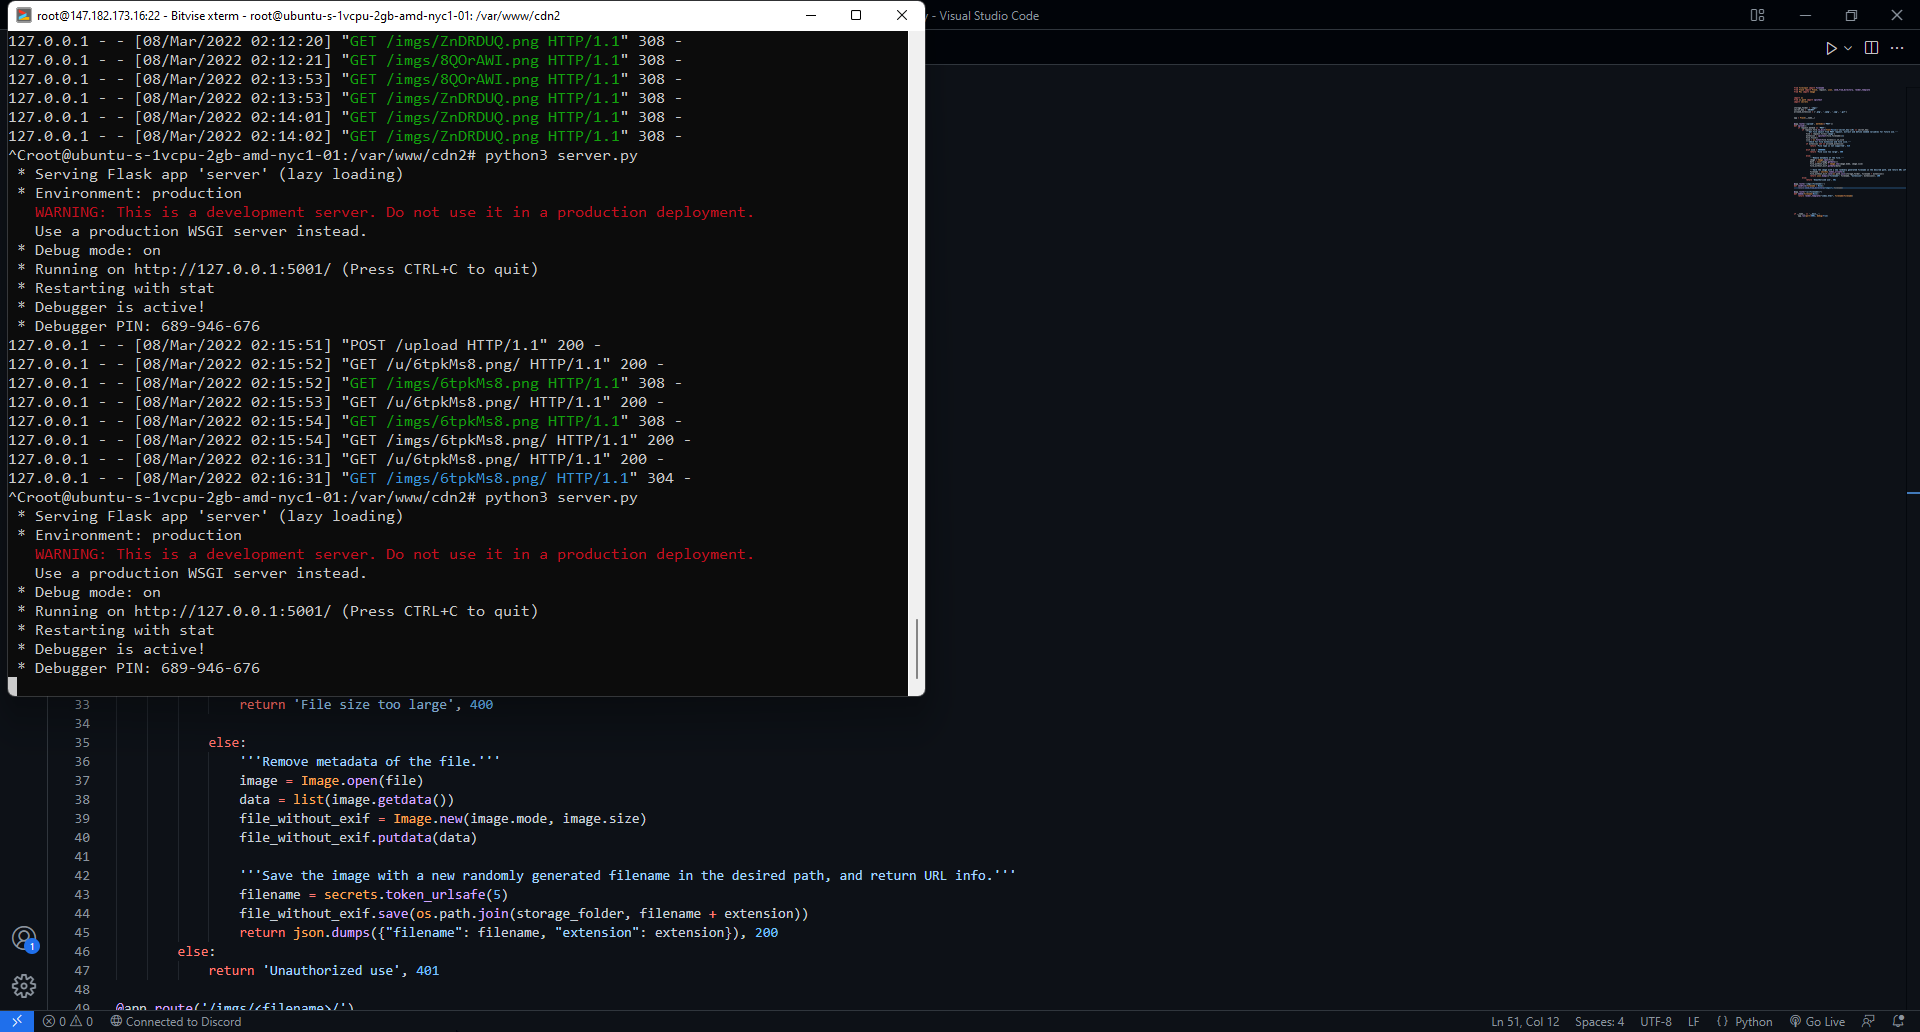 root@147.182.173.16:22 - Bitvise xterm - root@ubuntu-s-1vcpu-2gb-amd-nyc1-01: /var/www/cdn2
- Visual Studio Code
127.0.0.1 - - [08/Mar/2022 02:12:20] "GET /imgs/ZnDRDUQ.png HTTP/1.1" 308 -
127.0.0.1 - - [08/Mar/2022 02:12:21] "GET /imgs/8QOrAWI.png HTTP/1.1" 308 -
127.0.0.1 - - [08/Mar/2022 02:13:53] "GET /imgs/8QOrAWI.png HTTP/1.1" 308 -
127.0.0.1 - - [08/Mar/2022 02:13:53] "GET /imgs/ZnDRDUQ.png HTTP/1.1" 308 -
127.0.0.1 - - [08/Mar/2022 02:14:01] "GET /imgs/ZnDRDUQ.png HTTP/1.1" 308 -
127.0.0.1 - - [08/Mar/2022 02:14:02] "GET /imgs/ZnDRDUQ.png HTTP/1.1" 308 -
^Croot@ubuntu-s-1vcpu-2gb-amd-nyc1-01:/var/www/cdn2# python3 server.py
* Serving Flask app 'server' (lazy loading)
* Environment: production
WARNING: This is a development server. Do not use it in a production deployment.
Use a production WSGI server instead.
* Debug mode: on
* Running on http://127.0.0.1:5001/ (Press CTRL+C to quit)
* Restarting with stat
* Debugger is active!
* Debugger PIN: 689-946-676
127.0.0.1 - - [08/Mar/2022 02:15:51] "POST /upload HTTP/1.1" 200 -
127.0.0.1 - - [08/Mar/2022 02:15:52] "GET /u/6tpkMs8.png/ HTTP/1.1" 200 -
127.0.0.1 - - [08/Mar/2022 02:15:52] "GET /imgs/6tpkMs8.png HTTP/1.1" 308 -
127.0.0.1 - - [08/Mar/2022 02:15:53] "GET /u/6tpkMs8.png/ HTTP/1.1" 200 -
127.0.0.1 - - [08/Mar/2022 02:15:54] "GET /imgs/6tpkMs8.png HTTP/1.1" 308 -
127.0.0.1 - - [08/Mar/2022 02:15:54] "GET /imgs/6tpkMs8.png/ HTTP/1.1" 200 -
127.0.0.1 - - [08/Mar/2022 02:16:31] "GET /u/6tpkMs8.png/ HTTP/1.1" 200 -
127.0.0.1 - - [08/Mar/2022 02:16:31] "GET /imgs/6tpkMs8.png/ HTTP/1.1" 304 -
^Croot@ubuntu-s-1vcpu-2gb-amd-nyc1-01:/var/www/cdn2# python3 server.py
* Serving Flask app 'server' (lazy loading)
* Environment: production
WARNING: This is a development server. Do not use it in a production deployment.
Use a production WSGI server instead.
* Debug mode: on
* Running on http://127.0.0.1:5001/ (Press CTRL+C to quit)
* Restarting with stat
* Debugger is active!
* Debugger PIN: 689-946-676
33 return 'File size too large', 400
34
35 else:
36 '''Remove metadata of the file.'''
37 image = Image.open(file)
38 data = list(image.getdata())
39 file_without_exif = Image.new(image.mode, image.size)
40 file_without_exif.putdata(data)
41
42 '''Save the image with a new randomly generated filename in the desired path, and return URL info.'''
43 filename = secrets.token_urlsafe(5)
44 file_without_exif.save(os.path.join(storage_folder, filename + extension))
45 return json.dumps({"filename": filename, "extension": extension}), 200
46 else:
47 return 'Unauthorized use', 401
48
49 @app.route('/imgs/<filename>/')
1
0 0 Connected to Discord Ln 51, Col 12 Spaces: 4 UTF-8 LF {} Python Go Live